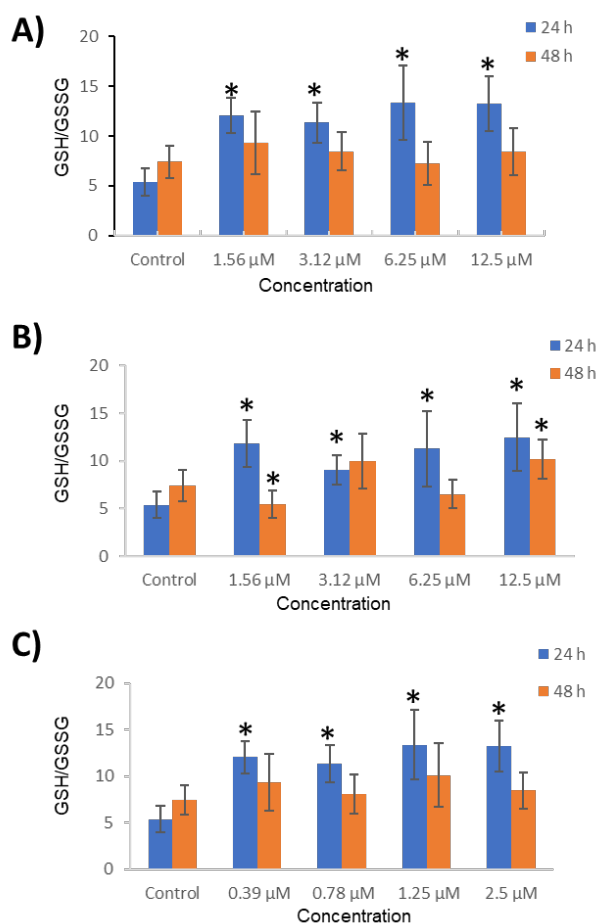 A)
24 h
48 h
20
15
10
5
0
GSH/GSSG
* * * *
Control 1.56 µM 3.12 µM 6.25 µM 12.5 µM
Concentration
B)
24 h
48 h
20
15
10
5
0
GSH/GSSG
* * * * * *
Control 1.56 µM 3.12 µM 6.25 µM 12.5 µM
Concentration
C)
24 h
48 h
20
15
10
5
0
GSH/GSSG
* * * *
Control 0.39 µM 0.78 µM 1.25 µM 2.5 µM
Concentration